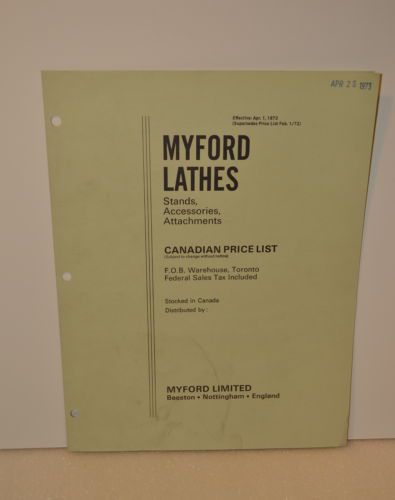 APR 25 1973
Effective: Apr. 1, 1973
(Supersedes Price List Feb. 1/73)
MYFORD
LATHES
Stands,
Accessories,
Attachments
CANADIAN PRICE LIST
(Subject to change without notice)
F.O.B. Warehouse, Toronto
Federal Sales Tax Included
Stocked in Canada
Distributed by:
MYFORD LIMITED
Beeston • Nottingham • England